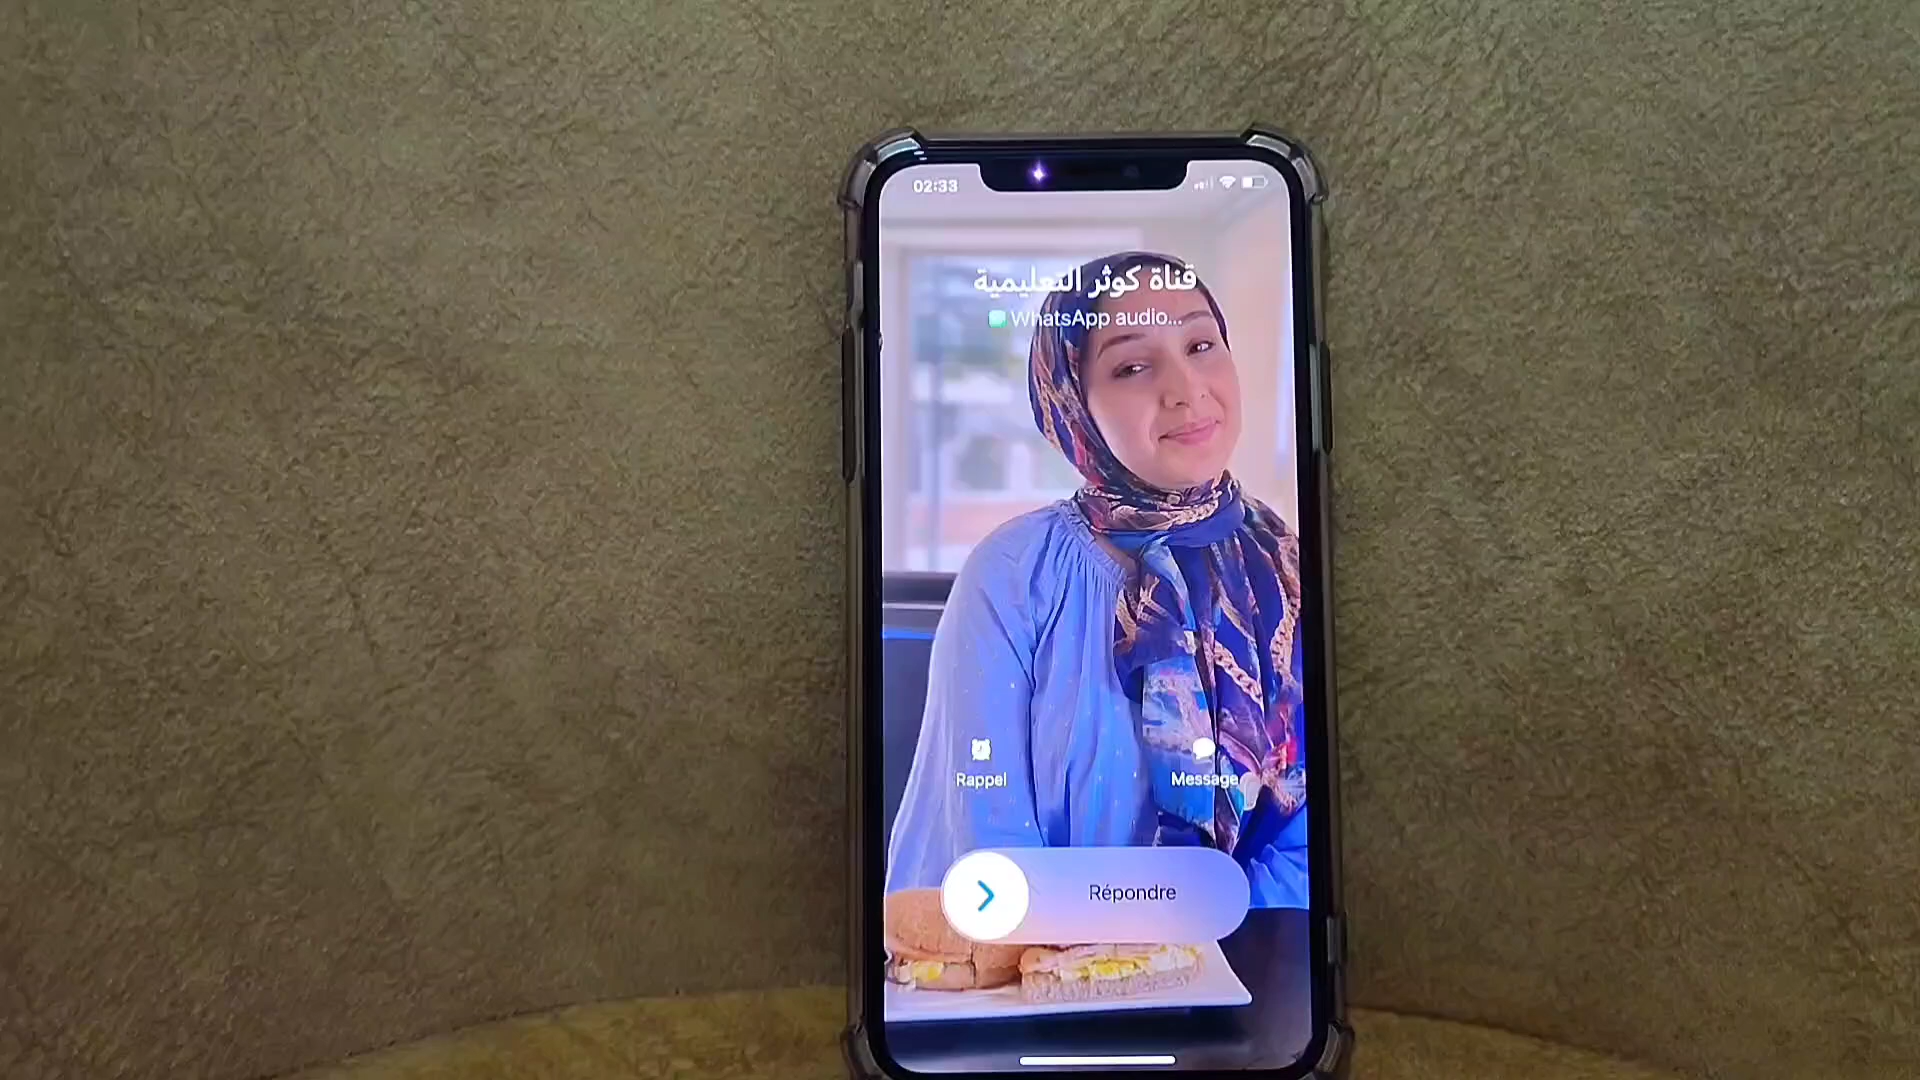 02:33
قناة كوثر التعليمية
WhatsApp audio...
Rappel
Message
Répondre